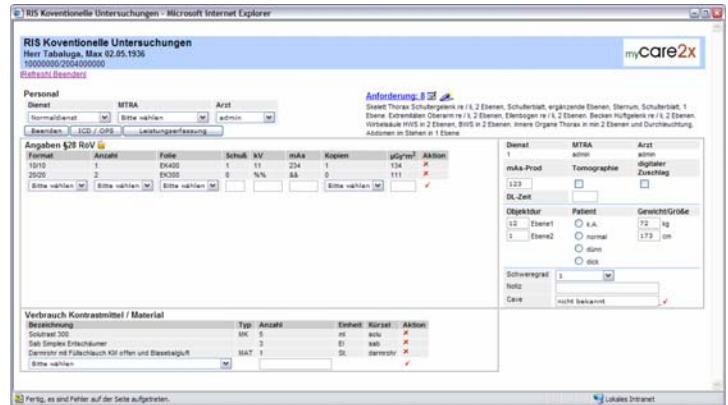 RIS Koventionelle Untersuchungen - Microsoft Internet Explorer
RIS Koventionelle Untersuchungen
Herr Tabaluga, Max 02.05.1936
10000000/2004000000
[Refresh|Beenden]
mycare2x
Personal
Dienst MTRA Arzt
Normaldienst Bitte wählen admin
Beenden ICD / OPS Leistungserfassung
Anforderung: 8
Skelett Thorax Schultergelenk re / li, 2 Ebenen, Schulterblatt, ergänzende Ebenen, Sternum, Schulterblatt, 1
Ebene. Extremitäten Oberarm re / li, 2 Ebenen, Ellenbogen re / li, 2 Ebenen. Becken Hüftgelenk re / li, 2 Ebenen.
Wirbelsäule HWS in 2 Ebenen, BWS in 2 Ebenen. Innere Organe Thorax in min 2 Ebenen und Durchleuchtung.
Abdomen im Stehen in 1 Ebene
Angaben §28 RöV
Format Anzahl Folie Schuß kV mAs Kopien µGy*m² Aktion
10/10 1 EK400 1 11 234 1 134
20/20 2 EK300 0 %% && 0 111
Bitte wählen Bitte wählen Bitte wählen Bitte wählen
Dienst MTRA Arzt
1 admin admin
mAs-Prod Tomographie digitaler Zuschlag
123
DL-Zeit
Objektdur Patient Gewicht/Größe
12 Ebene1 k.A. 72 kg
1 Ebene2 normal 173 cm
dünn
dick
Schweregrad 1
Notiz
Cave nicht bekannt
Verbrauch Kontrastmittel / Material
Bezeichnung Typ Anzahl Einheit Kürzel Aktion
Solutrast 300 MK 5 ml solu
Sab Simplex Entschäumer 3 El sab
Darmrohr mit Füllschlauch KM offen und Blasebalgluft MAT 1 St. darmrohr
Bitte wählen
Fertig, es sind Fehler auf der Seite aufgetreten.
Lokales Intranet